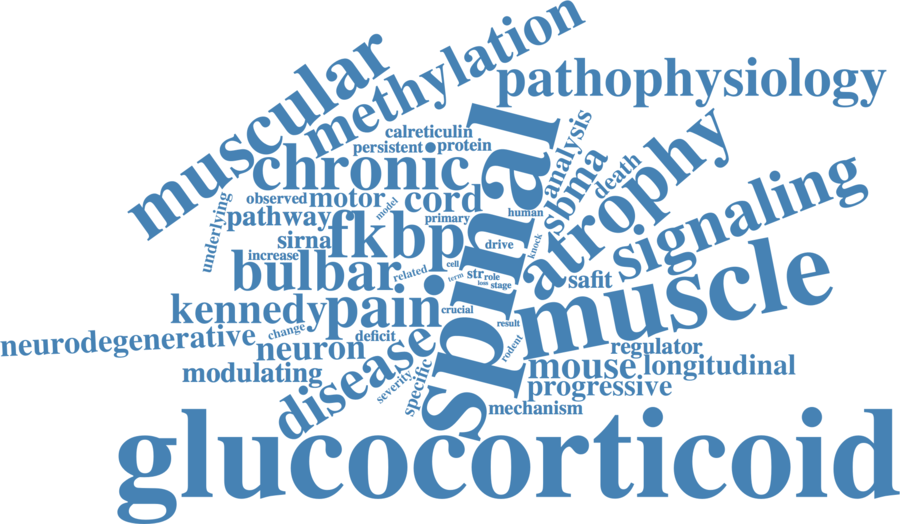 methylation
muscular
pathophysiology
calreticulin
persistent
protein
chronic
analysis
sbma
death
atrophy
spinal
observed
motor
model
cord
underlying
pathway
primary
human
signaling
sirna
fkbp
drive
knock
increase
bulbar
related
cell
term
str
role
loss
stage
safit
muscle
kennedy
pain
crucial
result
neurodegenerative
change
deficit
neuron
disease
rodent
regulator
modulating
severity
specific
mouse
longitudinal
progressive
mechanism
glucocorticoid